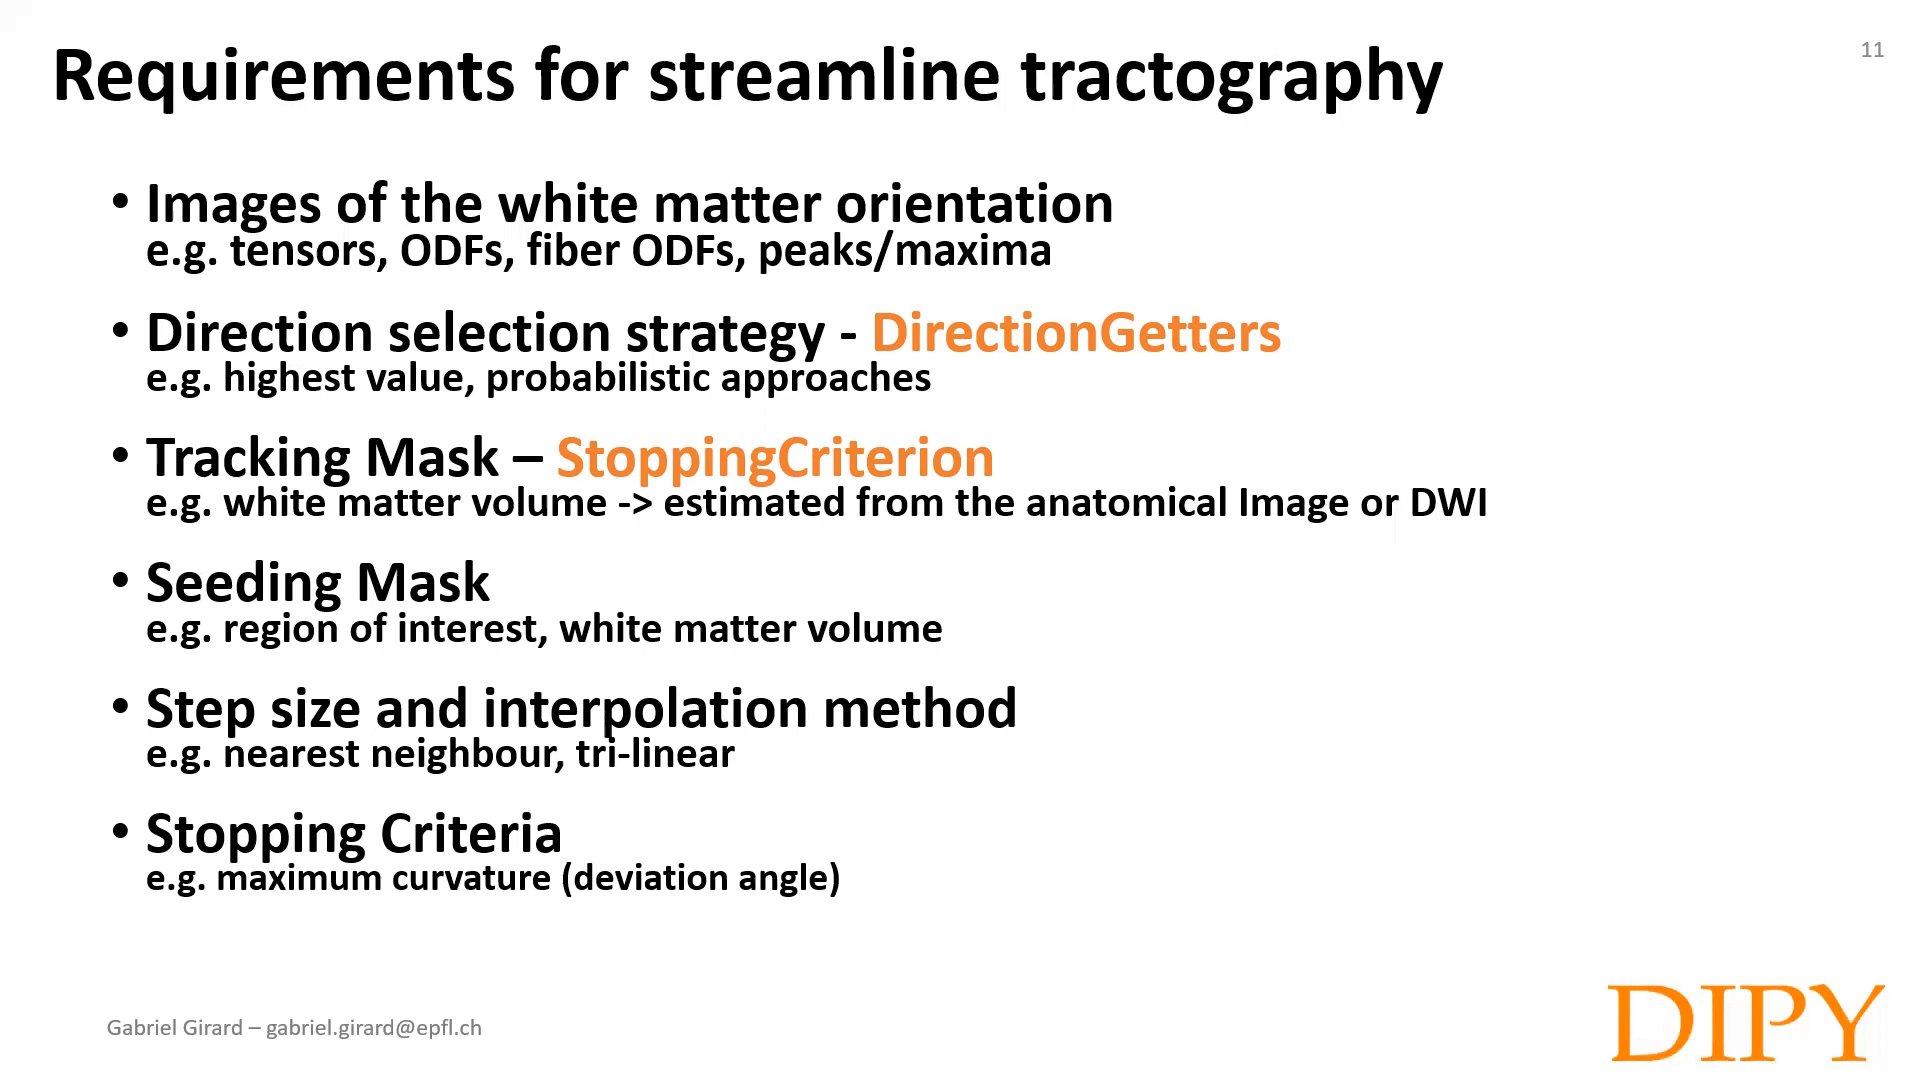 Requirements for streamline tractography
11
• Images of the white matter orientation
e.g. tensors, ODFs, fiber ODFs, peaks/maxima
• Direction selection strategy - DirectionGetters
e.g. highest value, probabilistic approaches
• Tracking Mask – StoppingCriterion
e.g. white matter volume -> estimated from the anatomical Image or DWI
• Seeding Mask
e.g. region of interest, white matter volume
• Step size and interpolation method
e.g. nearest neighbour, tri-linear
• Stopping Criteria
e.g. maximum curvature (deviation angle)
Gabriel Girard – gabriel.girard@epfl.ch
DIPY